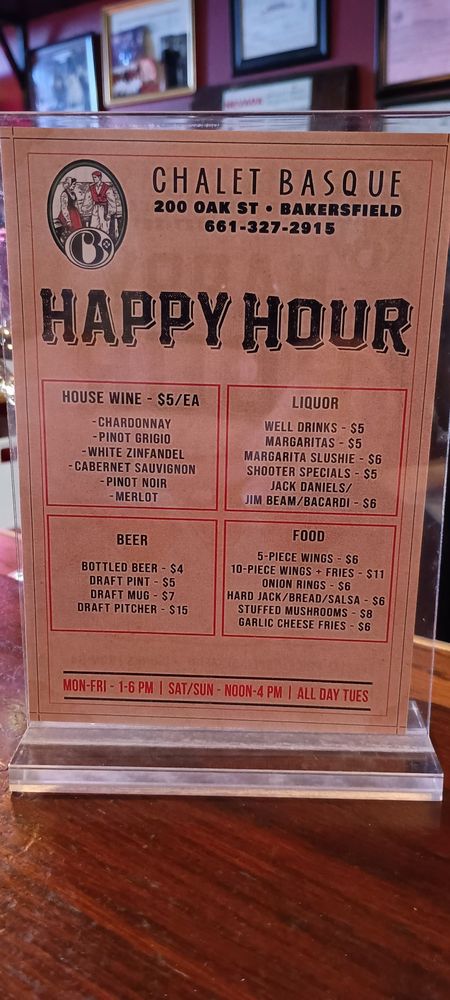 CHALET BASQUE
200 OAK ST • BAKERSFIELD
661-327-2915
B
HAPPY HOUR
HOUSE WINE - $5/EA
-CHARDONNAY
-PINOT GRIGIO
-WHITE ZINFANDEL
-CABERNET SAUVIGNON
-PINOT NOIR
-MERLOT
LIQUOR
WELL DRINKS - $5
MARGARITAS - $5
MARGARITA SLUSHIE - $6
SHOOTER SPECIALS - $5
JACK DANIELS/
JIM BEAM/BACARDI - $6
BEER
BOTTLED BEER - $4
DRAFT PINT - $5
DRAFT MUG - $7
DRAFT PITCHER - $15
FOOD
5-PIECE WINGS - $6
10-PIECE WINGS + FRIES - $11
ONION RINGS - $6
HARD JACK/BREAD/SALSA - $6
STUFFED MUSHROOMS - $8
GARLIC CHEESE FRIES - $6
MON-FRI - 1-6 PM | SAT/SUN - NOON-4 PM | ALL DAY TUES